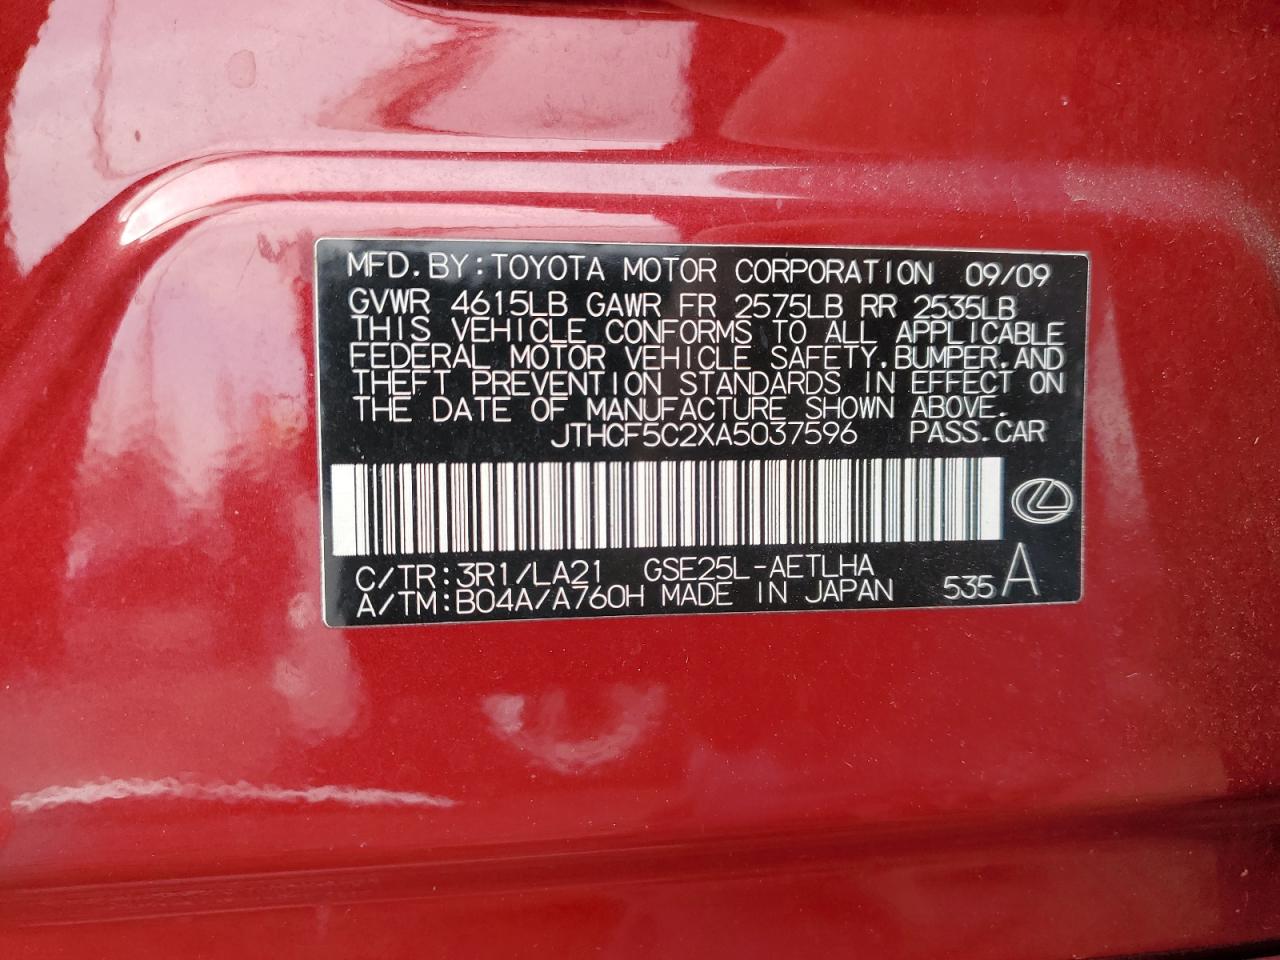 MFD.BY:TOYOTA MOTOR CORPORATION 09/09
GVWR 4615LB GAWR FR 2575LB RR 2535LB
THIS VEHICLE CONFORMS TO ALL APPLICABLE
FEDERAL MOTOR VEHICLE SAFETY,BUMPER,AND
THEFT PREVENTION STANDARDS IN EFFECT ON
THE DATE OF MANUFACTURE SHOWN ABOVE.
JTHCF5C2XA5037596 PASS.CAR
C/TR:3R1/LA21 GSE25L-AETLHA
A/TM:B04A/A760H MADE IN JAPAN 535A